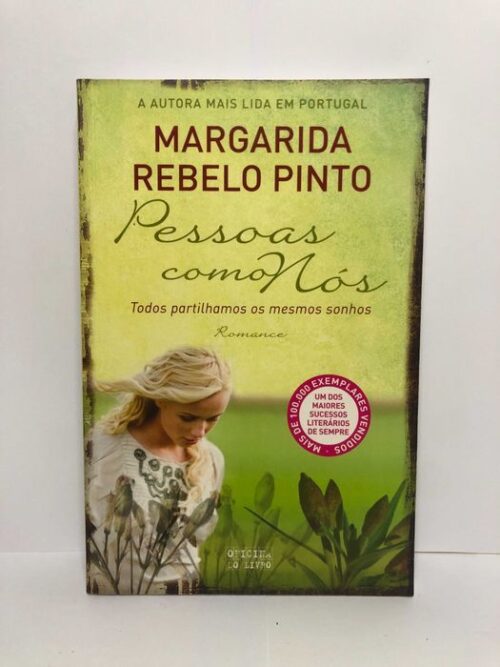 A AUTORA MAIS LIDA EM PORTUGAL
MARGARIDA
REBELO PINTO
Pessoas
como Nós
Todos partilhamos os mesmos sonhos
Romance
MAIS DE 100.000 EXEMPLARES VENDIDOS ·
UM DOS
MAIORES
SUCESSOS
LITERÁRIOS
DE SEMPRE
OFICINA
DO LIVRO